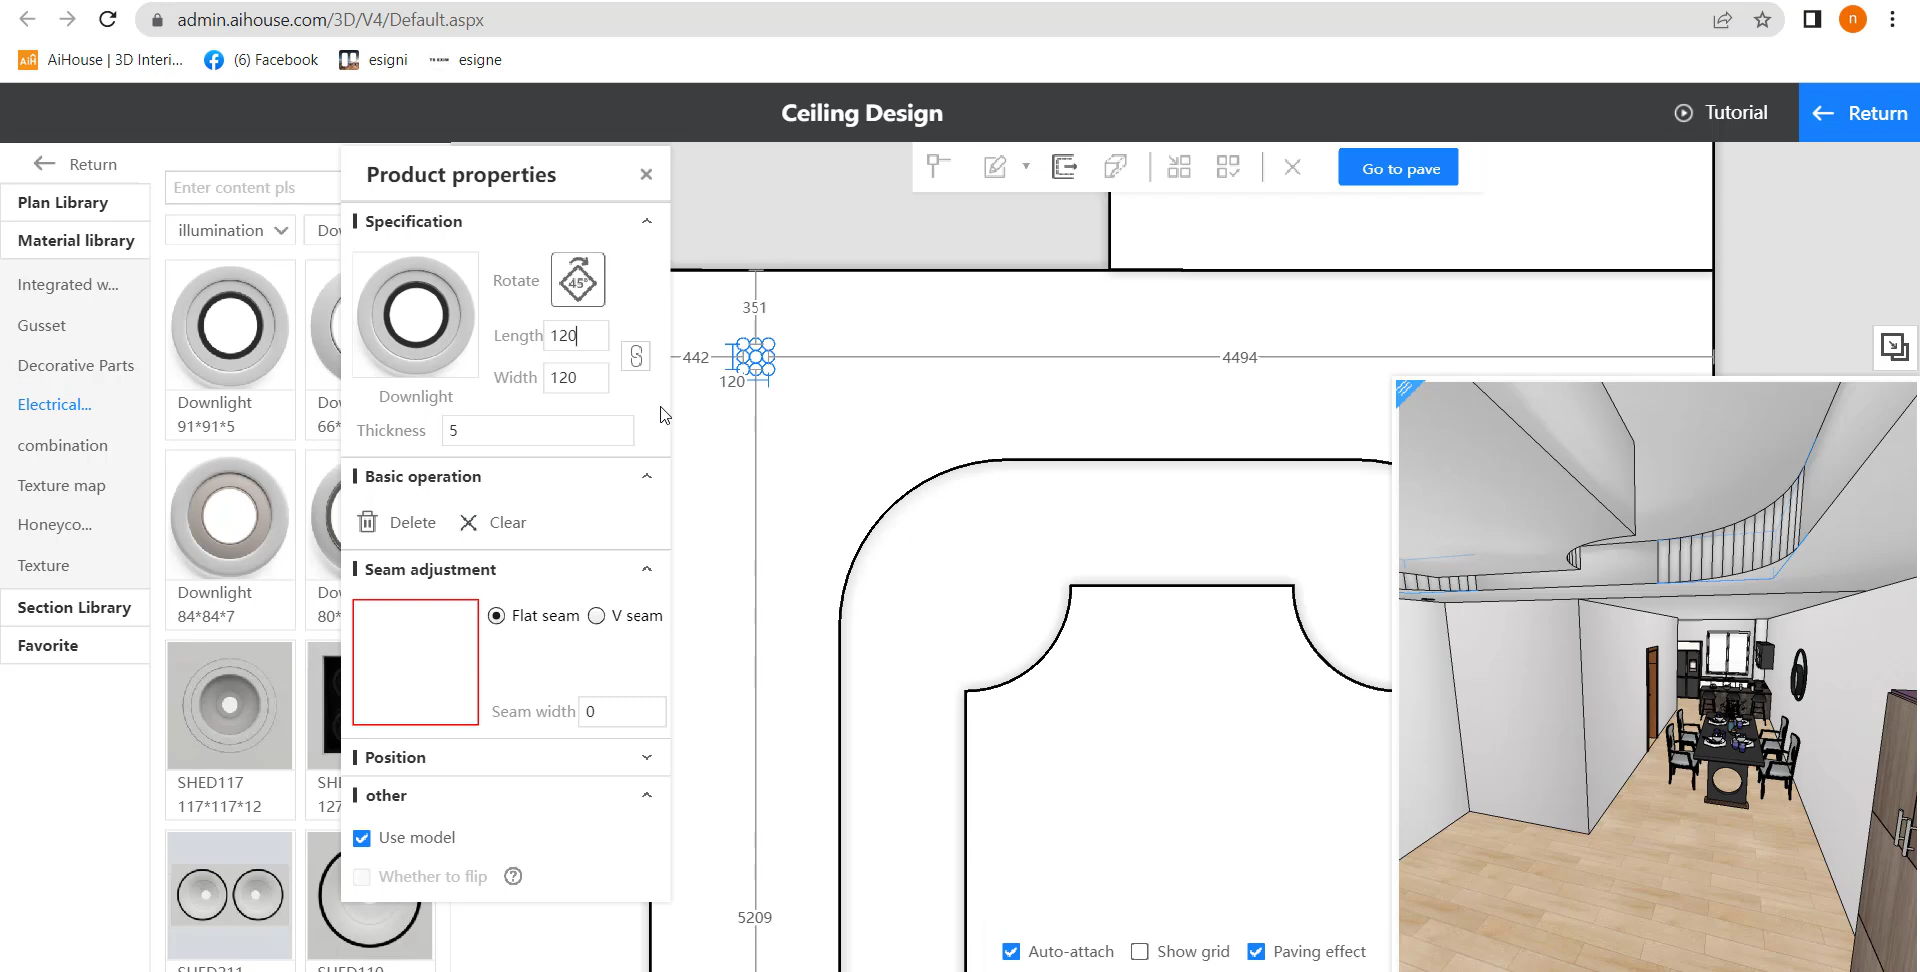 admin.aihouse.com/3D/V4/Default.aspx
n
AiHouse | 3D Interi...
(6) Facebook
esigni
esigne
Ceiling Design
Tutorial
Return
Return
Enter content pls
Plan Library
Material library
Integrated w...
Gusset
Decorative Parts
Electrical...
combination
Texture map
Honeyco...
Texture
Section Library
Favorite
illumination
Downlight
91*91*5
66*
Downlight
84*84*7
80*
SHED117
117*117*12
127
Product properties
Specification
Rotate
45°
Length 120
Width 120
Downlight
Thickness 5
Basic operation
Delete
Clear
Seam adjustment
Flat seam
V seam
Seam width 0
Position
other
Use model
Whether to flip
Go to pave
351
442
4494
120
5209
Auto-attach
Show grid
Paving effect